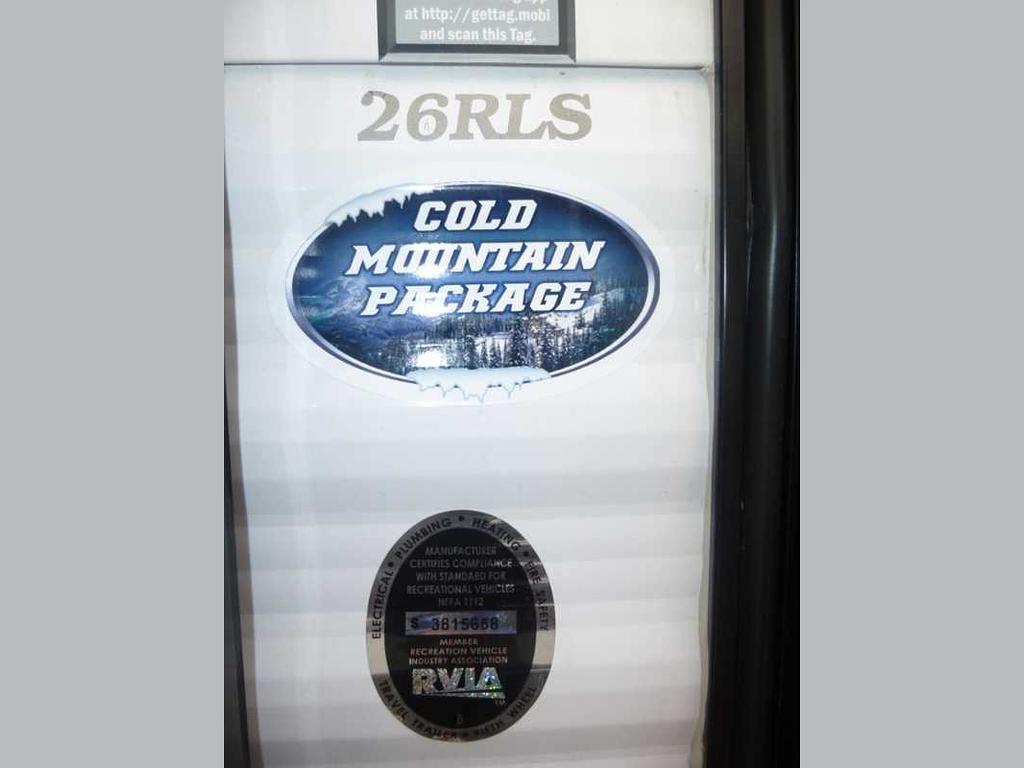 at http://gettag.mobi
and scan this Tag.
26RLS
COLD
MOUNTAIN
PACKAGE
ELECTRICAL • PLUMBING • HEATING • FIRE SAFETY
MANUFACTURER
CERTIFIES COMPLIANCE
WITH STANDARD FOR
RECREATIONAL VEHICLES
NFPA 1192
S 3815658
MEMBER
RECREATION VEHICLE
INDUSTRY ASSOCIATION
RVIA
TM
TRAVEL TRAILER • FIFTH WHEEL